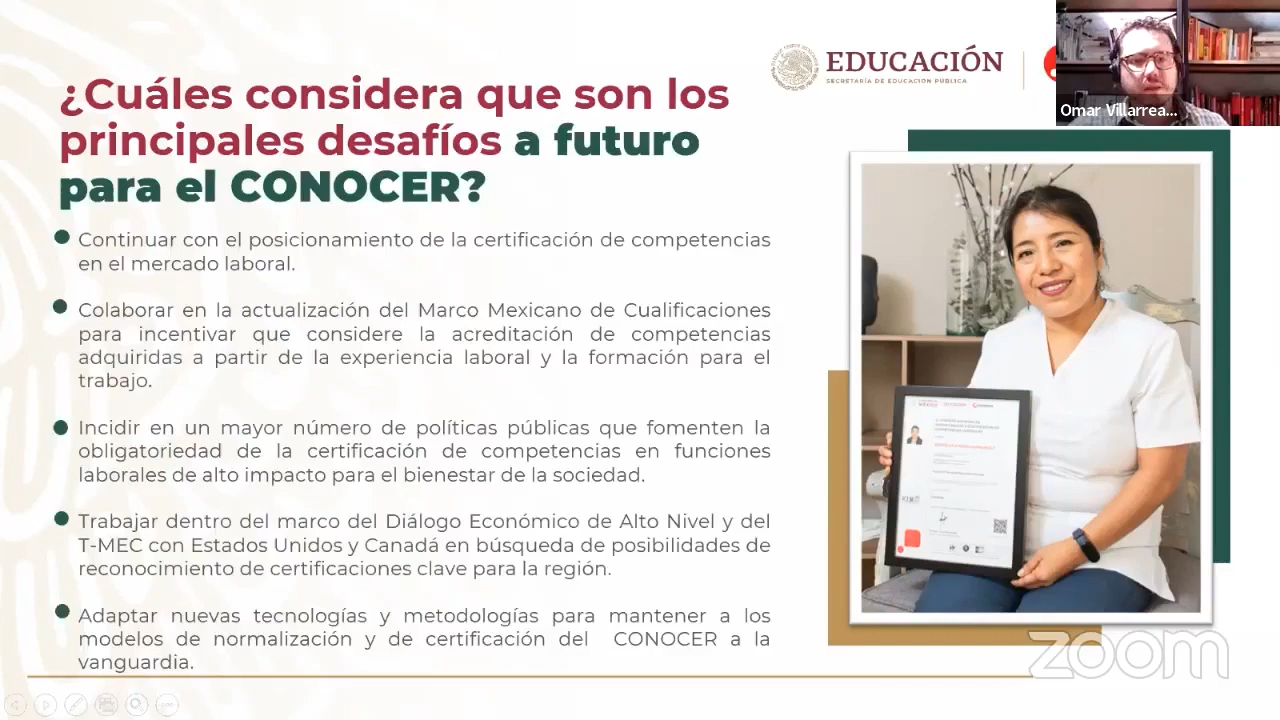 EDUCACIÓN
SECRETARÍA DE EDUCACIÓN PÚBLICA
Omar Villarrea...
¿Cuáles considera que son los
principales desafíos a futuro
para el CONOCER?
Continuar con el posicionamiento de la certificación de competencias
en el mercado laboral.
Colaborar en la actualización del Marco Mexicano de Cualificaciones
para incentivar que considere la acreditación de competencias
adquiridas a partir de la experiencia laboral y la formación para el
trabajo.
Incidir en un mayor número de políticas públicas que fomenten la
obligatoriedad de la certificación de competencias en funciones
laborales de alto impacto para el bienestar de la sociedad.
Trabajar dentro del marco del Diálogo Económico de Alto Nivel y del
T-MEC con Estados Unidos y Canadá en búsqueda de posibilidades de
reconocimiento de certificaciones clave para la región.
Adaptar nuevas tecnologías y metodologías para mantener a los
modelos de normalización y de certificación del CONOCER a la
vanguardia.
zoom